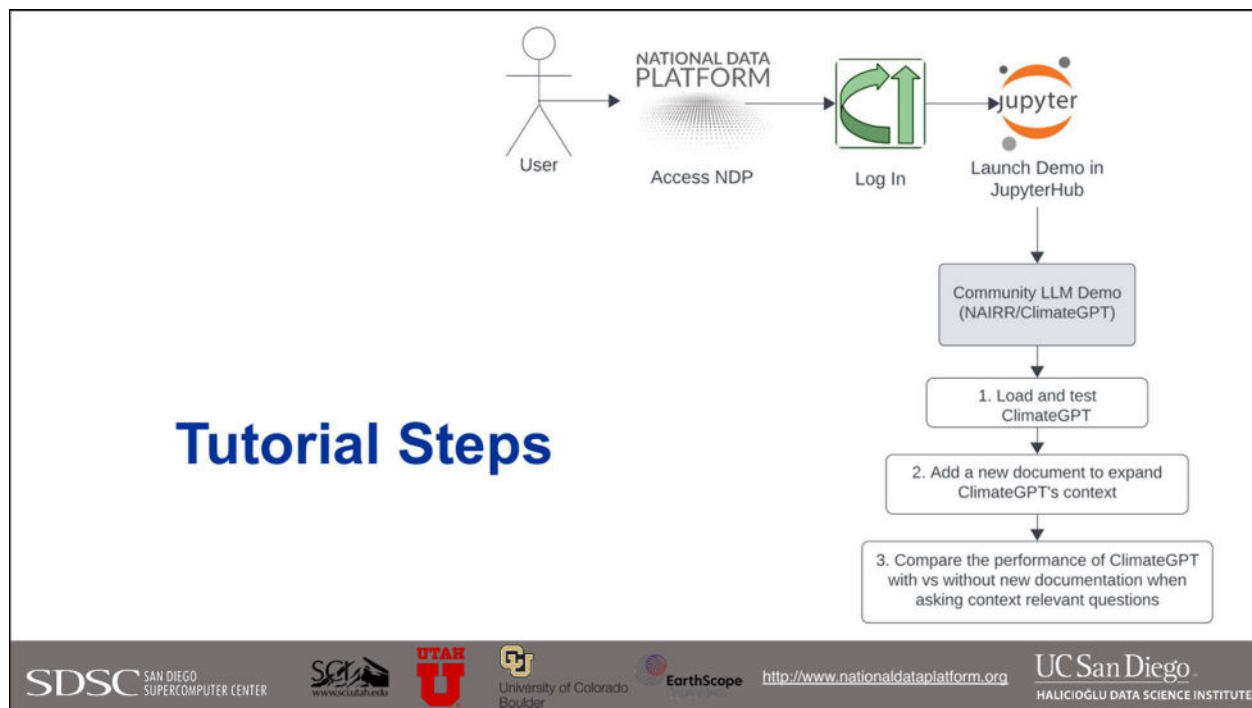 NATIONAL DATA
PLATFORM
jupyter
User
Access NDP
Log In
Launch Demo in
JupyterHub
Community LLM Demo
(NAIRR/ClimateGPT)
1. Load and test
ClimateGPT
Tutorial Steps
2. Add a new document to expand
ClimateGPT's context
3. Compare the performance of ClimateGPT
with vs without new documentation when
asking context relevant questions
SDSC
SAN DIEGO
SUPERCOMPUTER CENTER
SCI
www.sci.utah.edu
UTAH
U
CU
University of Colorado
Boulder
EarthScope
http://www.nationaldataplatform.org
UC San Diego
HALICIOĞLU DATA SCIENCE INSTITUTE